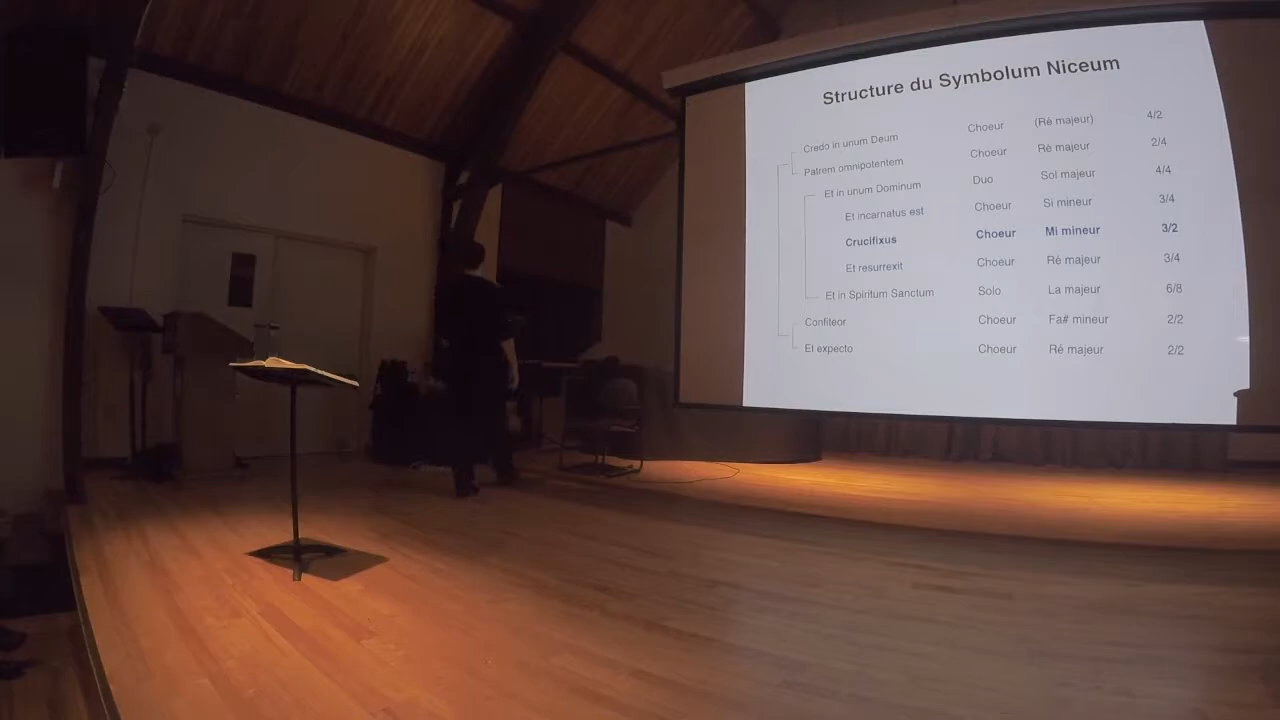 Structure du Symbolum Niceum
Credo in unum Deum Choeur (Ré majeur) 4/2
Patrem omnipotentem Choeur Ré majeur 2/4
Et in unum Dominum Duo Sol majeur 4/4
Et incarnatus est Choeur Si mineur 3/4
Crucifixus Choeur Mi mineur 3/2
Et resurrexit Choeur Ré majeur 3/4
Et in Spiritum Sanctum Solo La majeur 6/8
Confiteor Choeur Fa# mineur 2/2
Et expecto Choeur Ré majeur 2/2